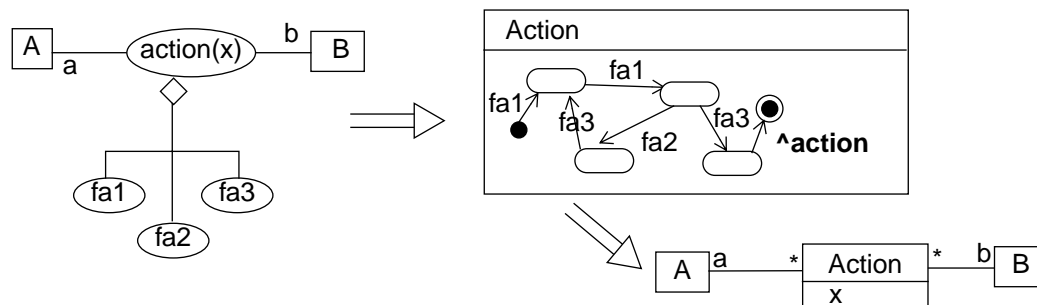 A
a
action(x)
b
B
fa1
fa2
fa3
Action
fa1
fa1
fa3
fa2
fa3
^action
A
a
*
Action
x
*
b
B